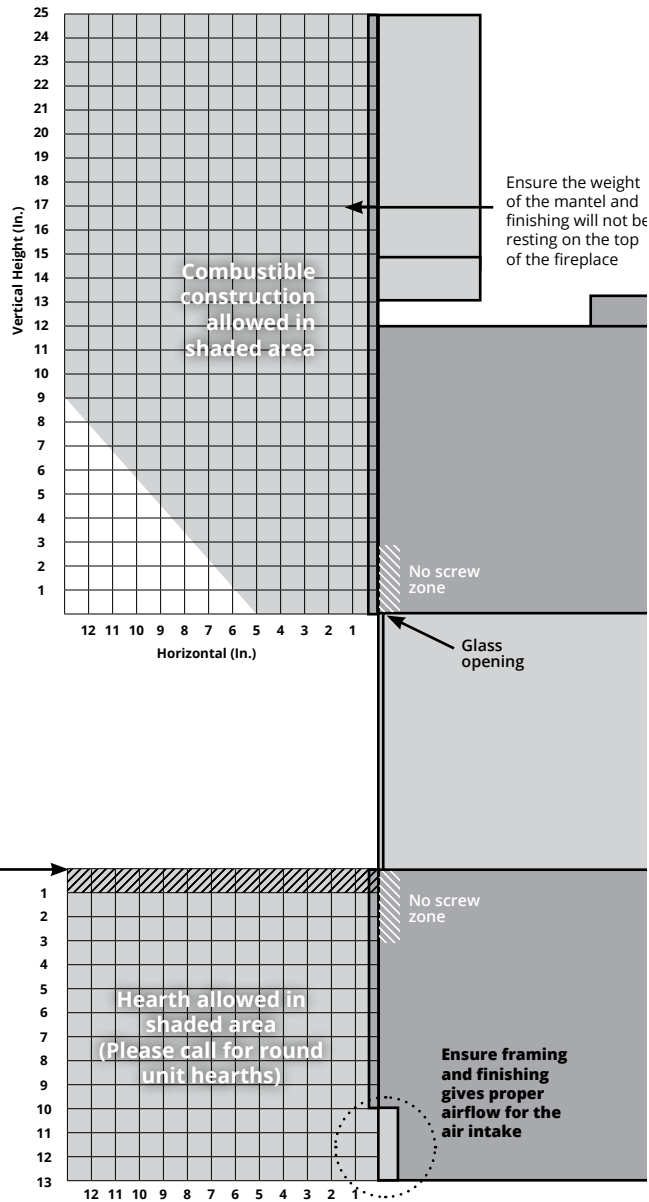 25
24
23
22
21
20
19
18
17
16
15
14
13
12
11
10
9
8
7
6
5
4
3
2
1
Vertical Height (In.)
12 11 10 9 8 7 6 5 4 3 2 1
Horizontal (In.)
Combustible
construction
allowed in
shaded area
Ensure the weight
of the mantel and
finishing will not be
resting on the top
of the fireplace
No screw
zone
Glass
opening
1
2
3
4
5
6
7
8
9
10
11
12
13
12 11 10 9 8 7 6 5 4 3 2 1
No screw
zone
Hearth allowed in
shaded area
(Please call for round
unit hearths)
Ensure framing
and finishing
gives proper
airflow for the
air intake